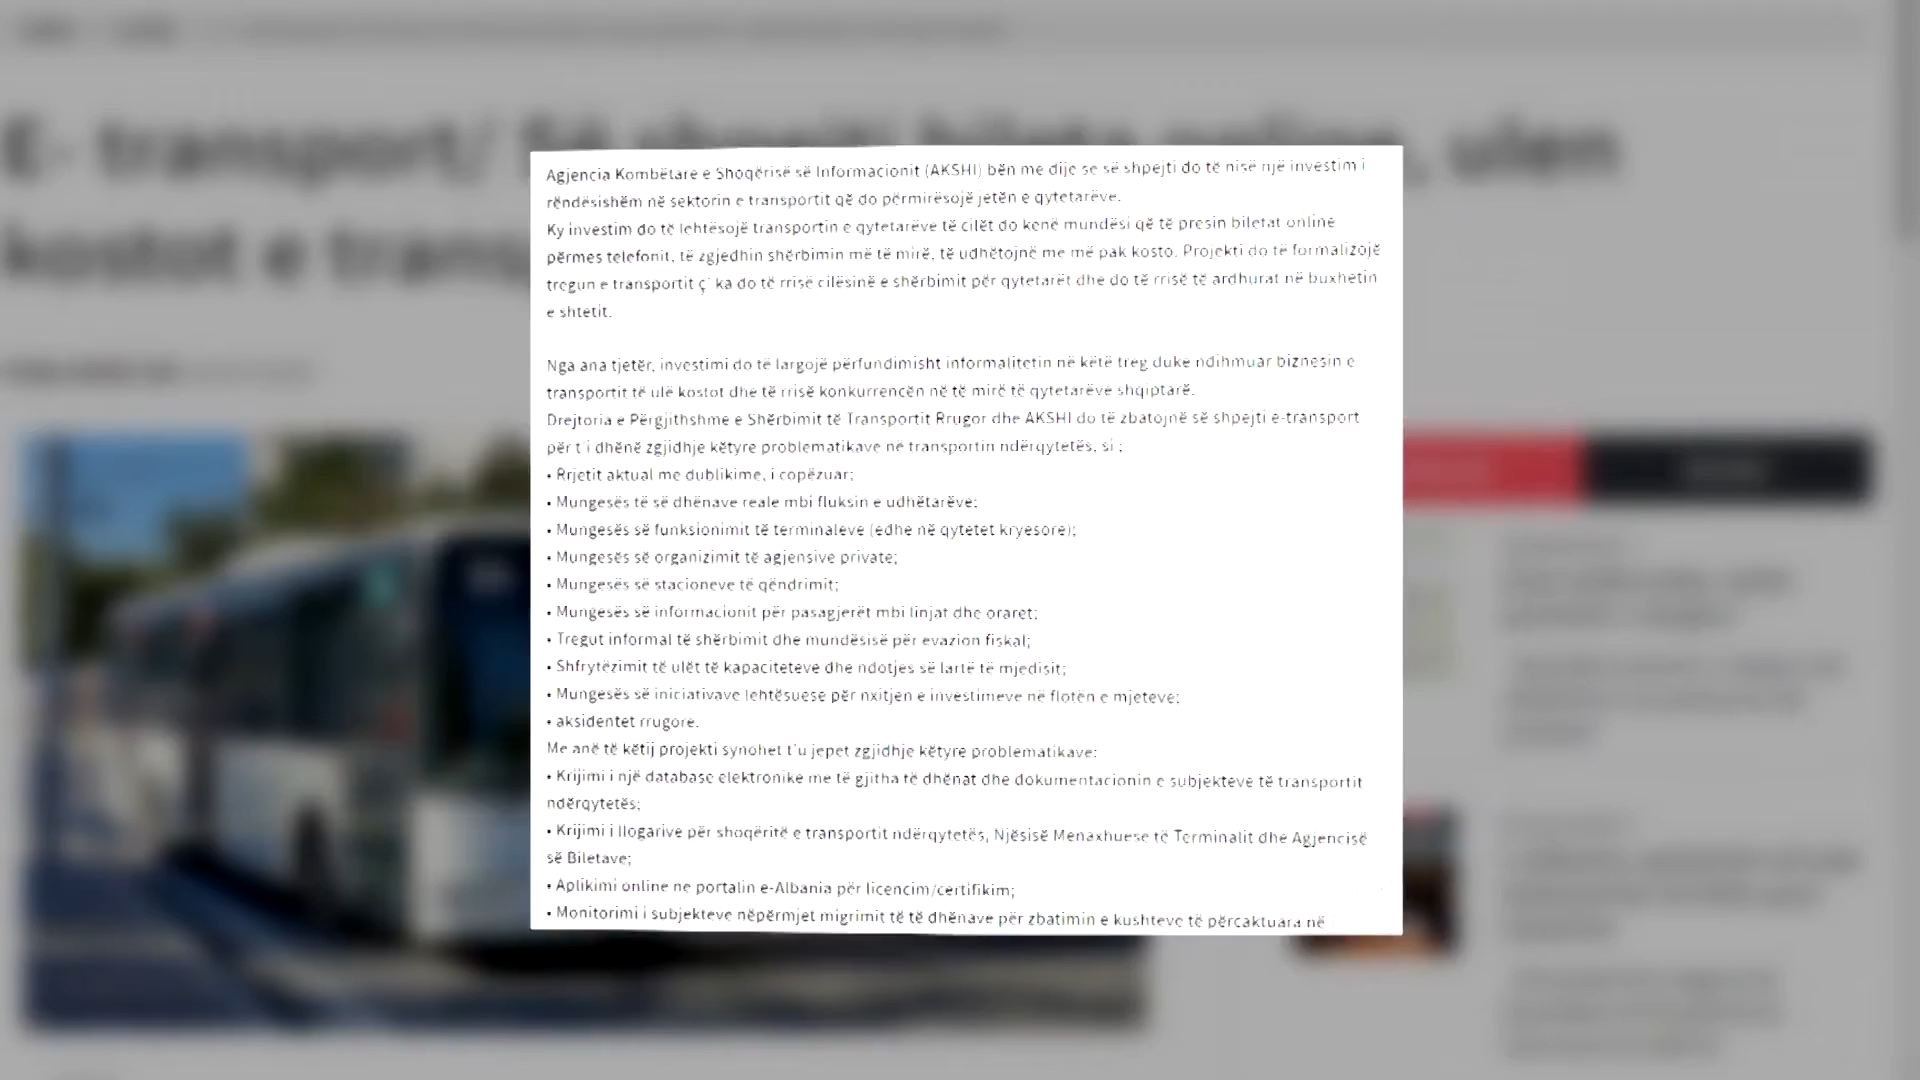 E- transport/ Së shpejti bileta online, ulen
kostot e trans
Agjencia Kombëtare e Shoqërisë së Informacionit (AKSHI) bën me dije se së shpejti do të nisë një investim i
rëndësishëm në sektorin e transportit që do përmirësojë jetën e qytetarëve.
Ky investim do të lehtësojë transportin e qytetarëve të cilët do kenë mundësi që të presin biletat online
përmes telefonit, të zgjedhin shërbimin më të mirë, të udhëtojnë me më pak kosto. Projekti do të formalizojë
tregun e transportit ç' ka do të rrisë cilësinë e shërbimit për qytetarët dhe do të rrisë të ardhurat në buxhetin
e shtetit.
Nga ana tjetër, investimi do të largojë përfundimisht informalitetin në këtë treg duke ndihmuar biznesin e
transportit të ulë kostot dhe të rrisë konkurrencën në të mirë të qytetarëve shqiptarë.
Drejtoria e Përgjithshme e Shërbimit të Transportit Rrugor dhe AKSHI do të zbatojnë së shpejti e-transport
për t'i dhënë zgjidhje këtyre problematikave në transportin ndërqytetës, si ;
• Rrjetit aktual me dublikime, i copëzuar;
• Mungesës të së dhënave reale mbi fluksin e udhëtarëve;
• Mungesës së funksionimit të terminaleve (edhe në qytetet kryesore);
• Mungesës së organizimit të agjensive private;
• Mungesës së stacioneve të qëndrimit;
• Mungesës së informacionit për pasagjerët mbi linjat dhe oraret;
• Tregut informal të shërbimit dhe mundësisë për evazion fiskal;
• Shfrytëzimit të ulët të kapaciteteve dhe ndotjes së lartë të mjedisit;
• Mungesës së iniciativave lehtësuese për nxitjen e investimeve në flotën e mjeteve;
• aksidentet rrugore.
Me anë të këtij projekti synohet t'u jepet zgjidhje këtyre problematikave:
• Krijimi i një database elektronike me të gjitha të dhënat dhe dokumentacionin e subjekteve të transportit
ndërqytetës;
• Krijimi i llogarive për shoqëritë e transportit ndërqytetës, Njësisë Menaxhuese të Terminalit dhe Agjencisë
së Biletave;
• Aplikimi online ne portalin e-Albania për licencim/certifikim;
• Monitorimi i subjekteve nëpërmjet migrimit të të dhënave për zbatimin e kushteve të përcaktuara në